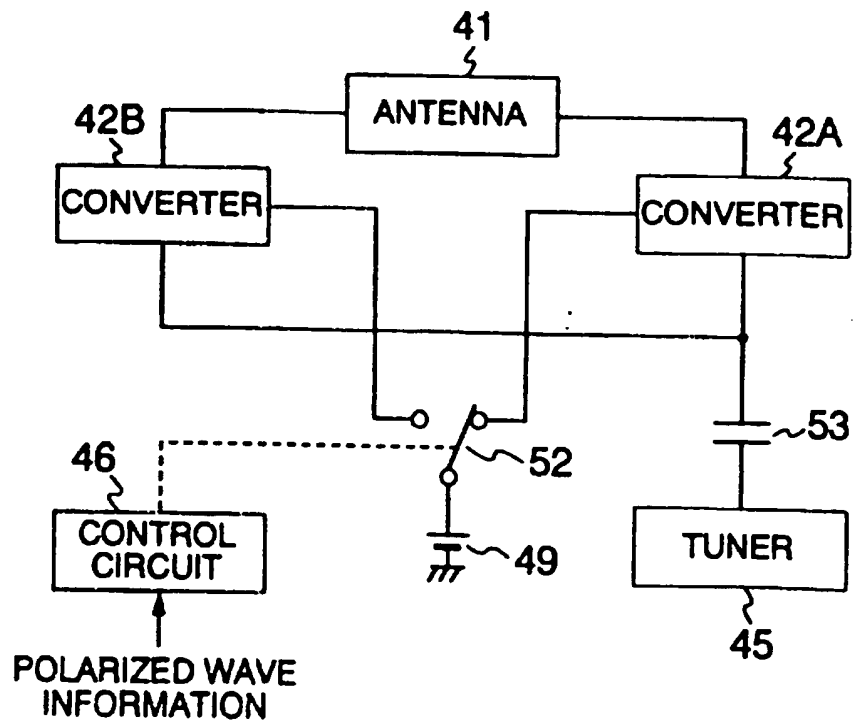 41
ANTENNA
42B
CONVERTER
42A
CONVERTER
53
52
46
CONTROL
CIRCUIT
49
TUNER
45
POLARIZED WAVE
INFORMATION